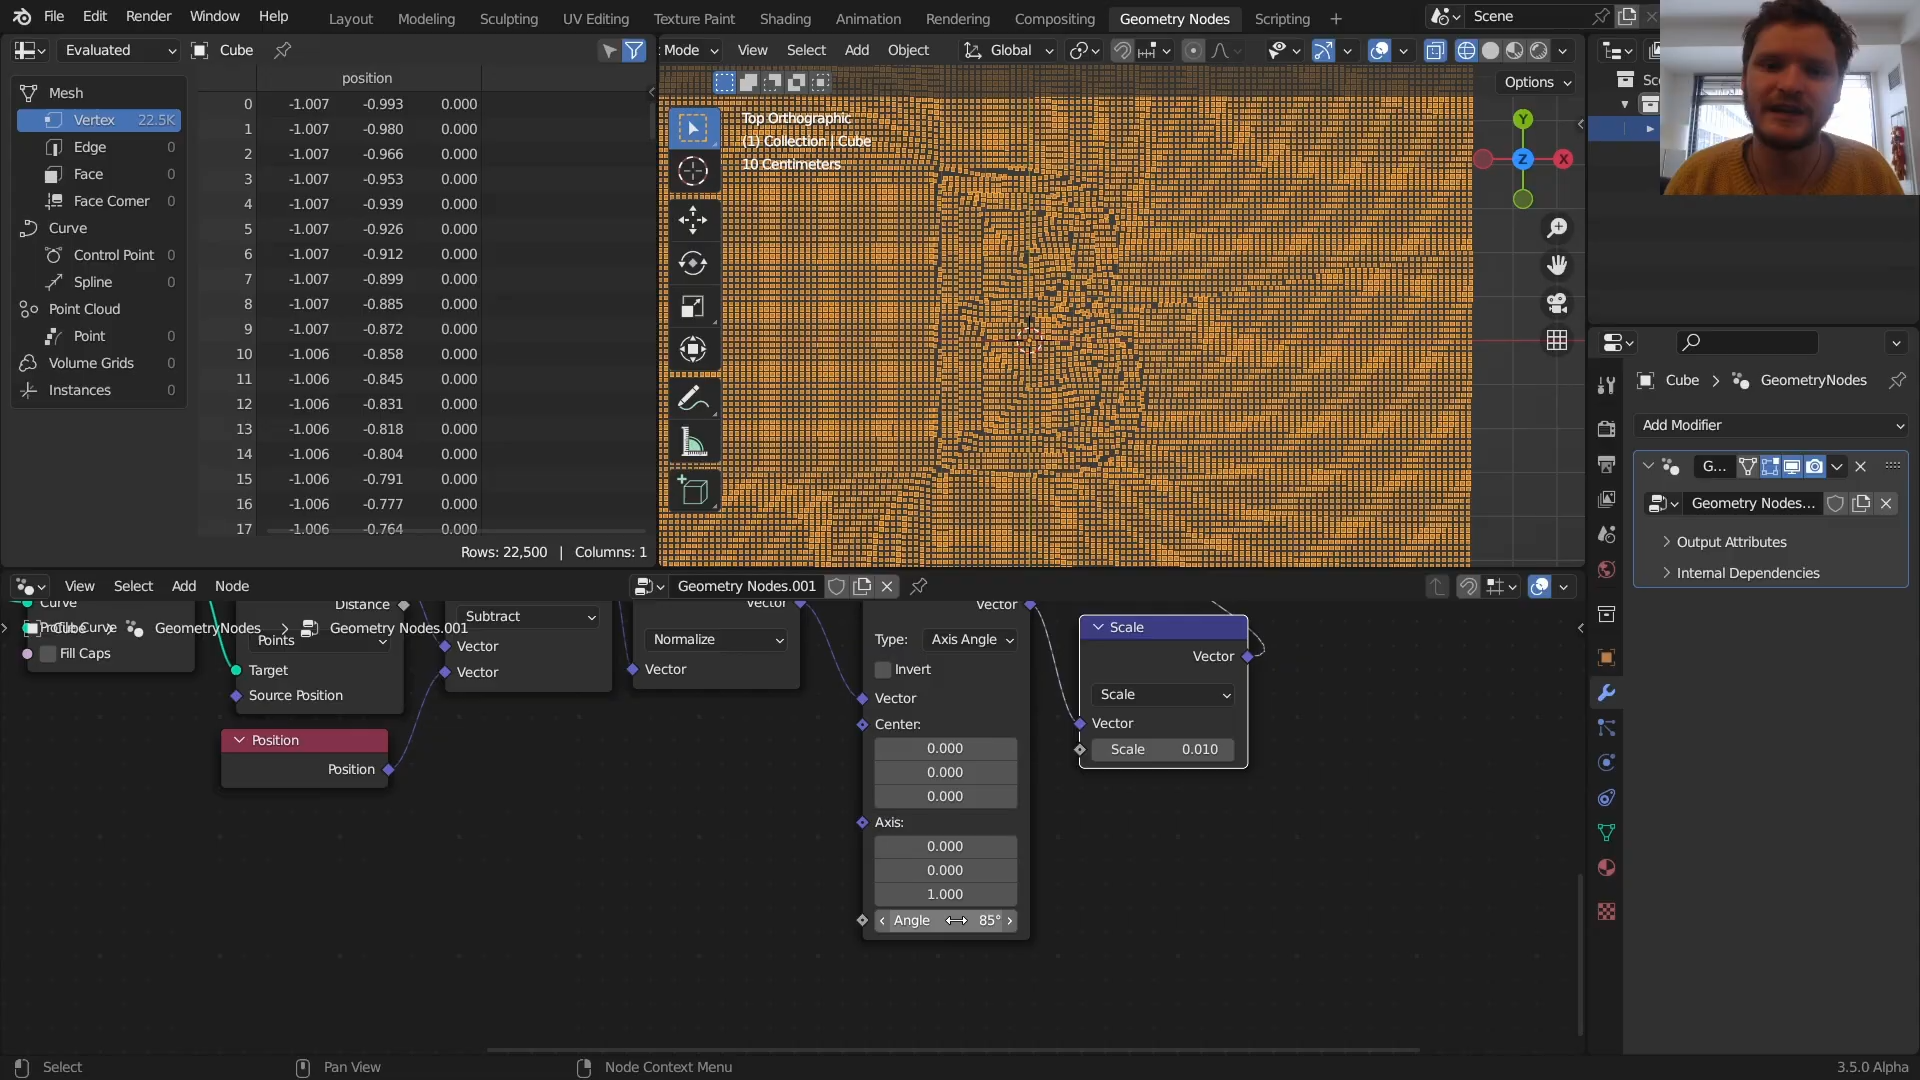 File Edit Render Window Help Layout Modeling Sculpting UV Editing Texture Paint Shading Animation Rendering Compositing Geometry Nodes Scripting + Scene
Evaluated Cube
Mode View Select Add Object Global
Options
position
Mesh
Vertex 22.5K
Edge 0
Face 0
Face Corner 0
Curve
Control Point 0
Spline 0
Point Cloud
Point 0
Volume Grids 0
Instances 0
0 -1.007 -0.993 0.000
1 -1.007 -0.980 0.000
2 -1.007 -0.966 0.000
3 -1.007 -0.953 0.000
4 -1.007 -0.939 0.000
5 -1.007 -0.926 0.000
6 -1.007 -0.912 0.000
7 -1.007 -0.899 0.000
8 -1.007 -0.885 0.000
9 -1.007 -0.872 0.000
10 -1.006 -0.858 0.000
11 -1.006 -0.845 0.000
12 -1.006 -0.831 0.000
13 -1.006 -0.818 0.000
14 -1.006 -0.804 0.000
15 -1.006 -0.791 0.000
16 -1.006 -0.777 0.000
17 -1.006 -0.764 0.000
Rows: 22,500 | Columns: 1
Top Orthographic
(1) Collection | Cube
10 Centimeters
Y
Z
X
Sce
Cube > GeometryNodes
Add Modifier
G...
Geometry Nodes...
Output Attributes
Internal Dependencies
View Select Add Node
Geometry Nodes.001
Cube > GeometryNodes > Geometry Nodes.001
Curve
Profile Curve
Fill Caps
Distance
Points
Target
Source Position
Position
Position
Subtract
Vector
Vector
Vector
Normalize
Vector
Vector
Type: Axis Angle
Invert
Vector
Center:
0.000
0.000
0.000
Axis:
0.000
0.000
1.000
Angle 85°
Scale
Vector
Scale
Vector
Scale 0.010
Select Pan View Node Context Menu 3.5.0 Alpha